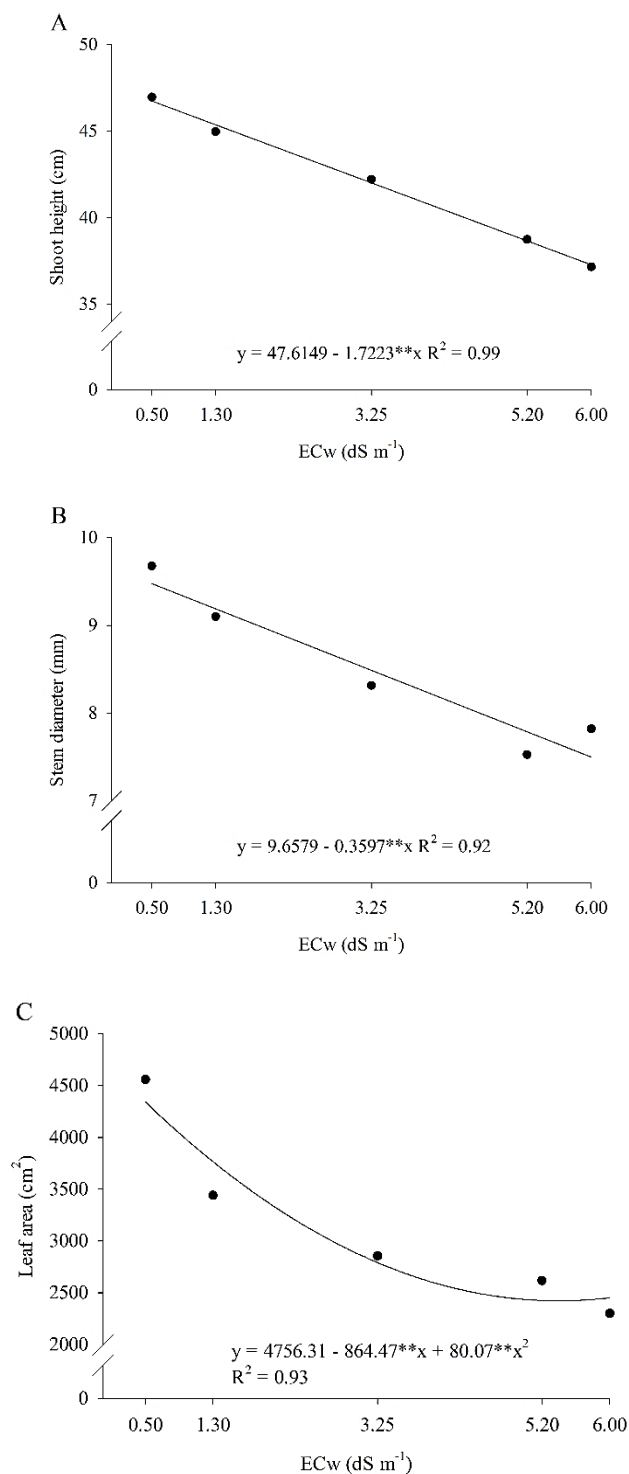 A
50
45
40
35
0
Shoot height (cm)
y = 47.6149 - 1.7223**x R² = 0.99
0.50 1.30 3.25 5.20 6.00
ECw (dS m⁻¹)
B
10
9
8
7
0
Stem diameter (mm)
y = 9.6579 - 0.3597**x R² = 0.92
0.50 1.30 3.25 5.20 6.00
ECw (dS m⁻¹)
C
5000
4500
4000
3500
3000
2500
2000
0
Leaf area (cm²)
y = 4756.31 - 864.47**x + 80.07**x²
R² = 0.93
0.50 1.30 3.25 5.20 6.00
ECw (dS m⁻¹)